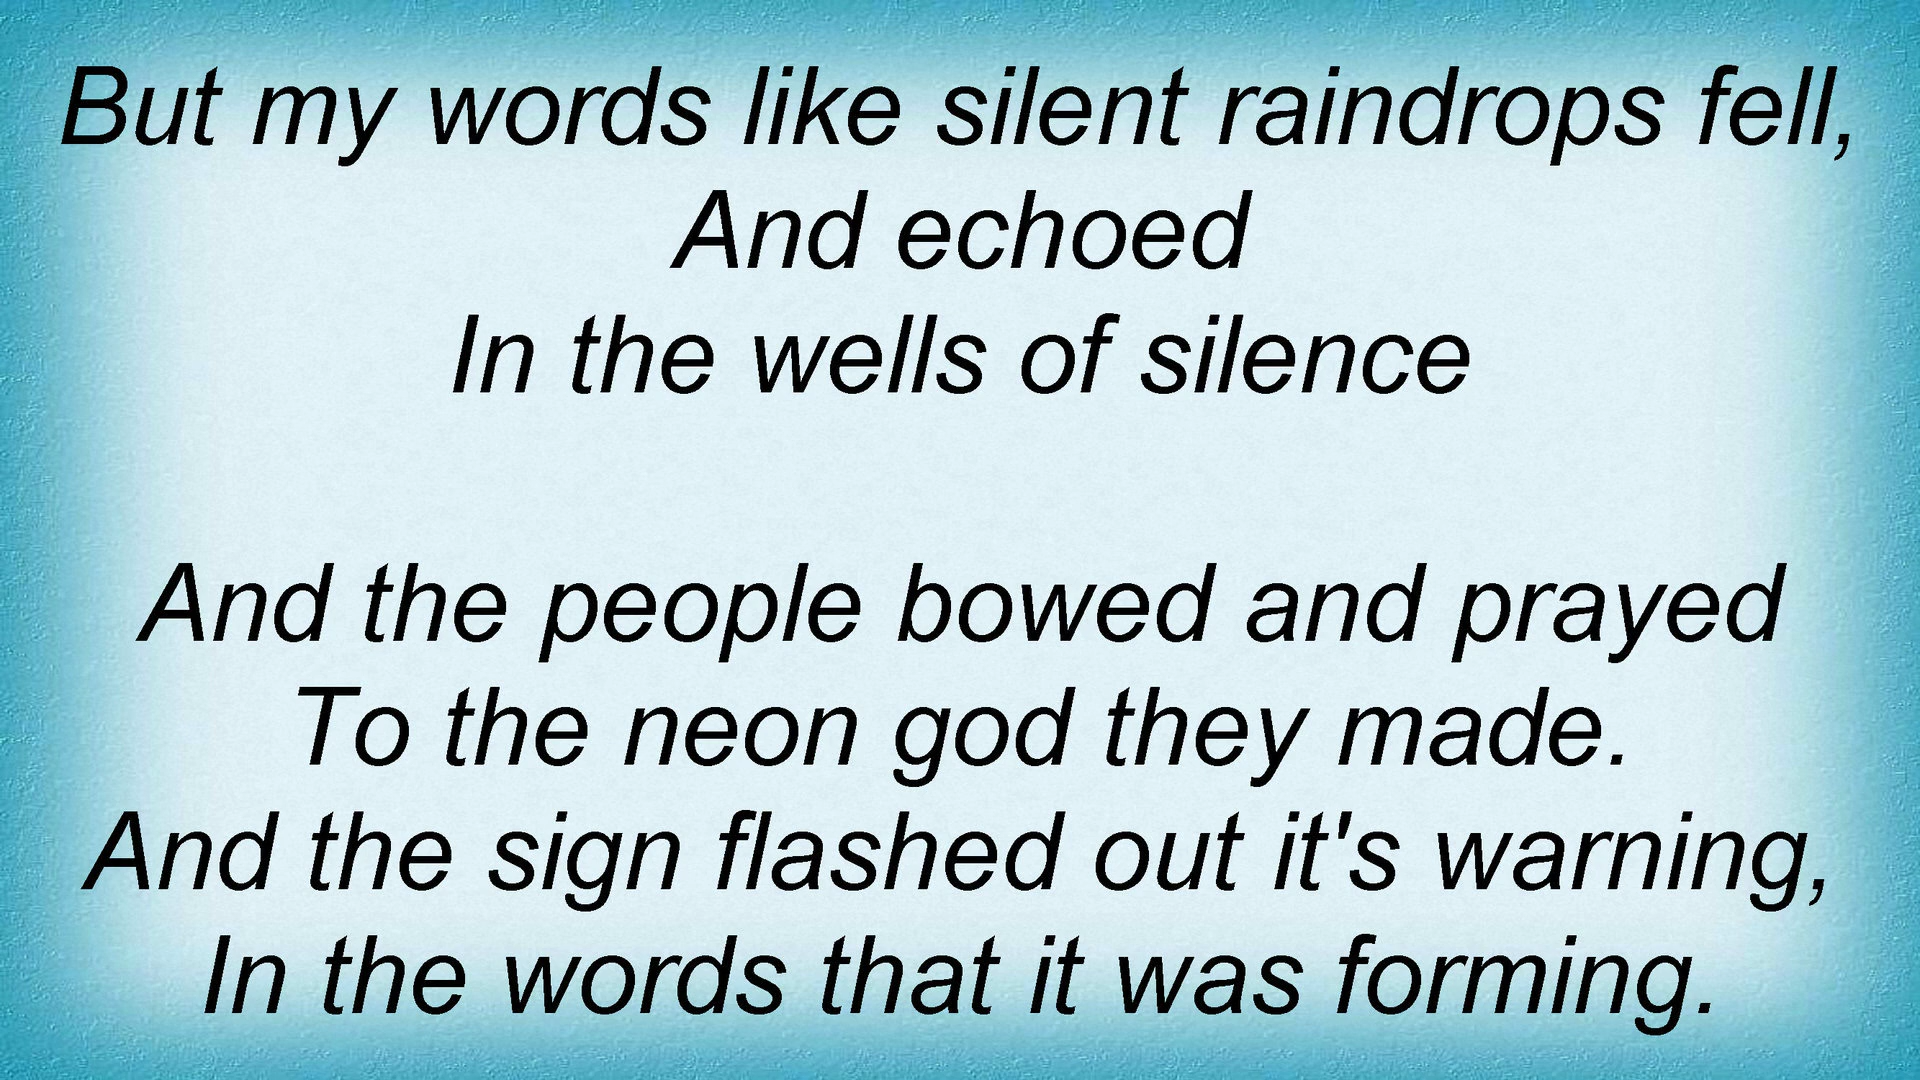 But my words like silent raindrops fell,
And echoed
In the wells of silence
And the people bowed and prayed
To the neon god they made.
And the sign flashed out it's warning,
In the words that it was forming.